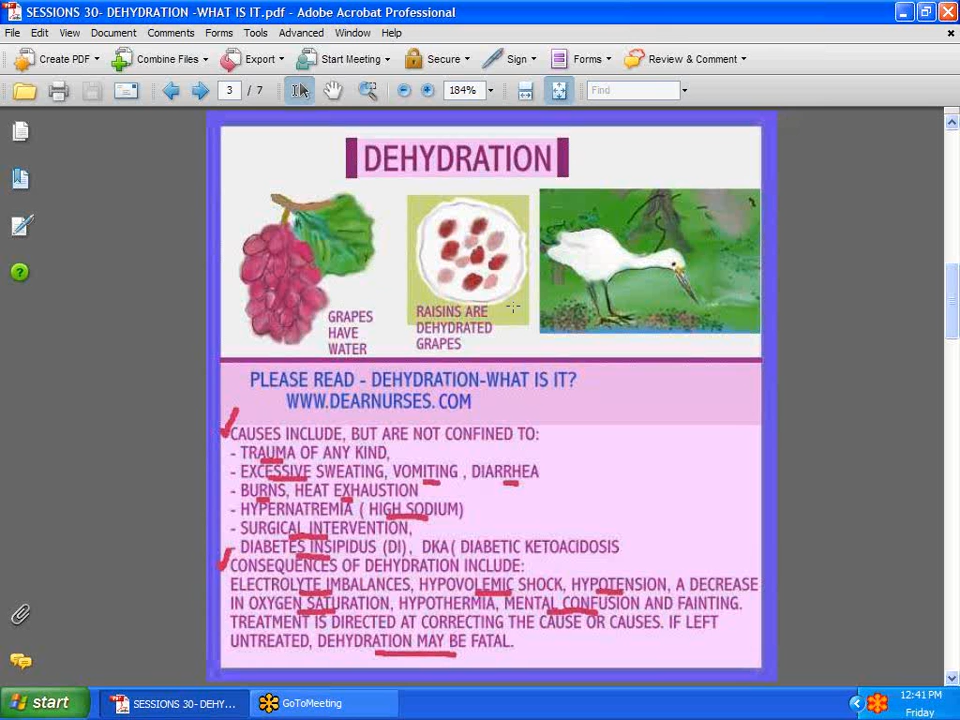 SESSIONS 30- DEHYDRATION -WHAT IS IT.pdf - Adobe Acrobat Professional
File Edit View Document Comments Forms Tools Advanced Window Help
Create PDF Combine Files Export Start Meeting Secure Sign Forms Review & Comment
3 / 7 184% Find
DEHYDRATION
GRAPES
HAVE
WATER
RAISINS ARE
DEHYDRATED
GRAPES
PLEASE READ - DEHYDRATION-WHAT IS IT?
WWW.DEARNURSES.COM
CAUSES INCLUDE, BUT ARE NOT CONFINED TO:
- TRAUMA OF ANY KIND,
- EXCESSIVE SWEATING, VOMITING , DIARRHEA
- BURNS, HEAT EXHAUSTION
- HYPERNATREMIA ( HIGH SODIUM)
- SURGICAL INTERVENTION,
- DIABETES INSIPIDUS (DI), DKA( DIABETIC KETOACIDOSIS
CONSEQUENCES OF DEHYDRATION INCLUDE:
ELECTROLYTE IMBALANCES, HYPOVOLEMIC SHOCK, HYPOTENSION, A DECREASE
IN OXYGEN SATURATION, HYPOTHERMIA, MENTAL CONFUSION AND FAINTING.
TREATMENT IS DIRECTED AT CORRECTING THE CAUSE OR CAUSES. IF LEFT
UNTREATED, DEHYDRATION MAY BE FATAL.
start SESSIONS 30- DEHY... GoToMeeting 12:41 PM
Friday